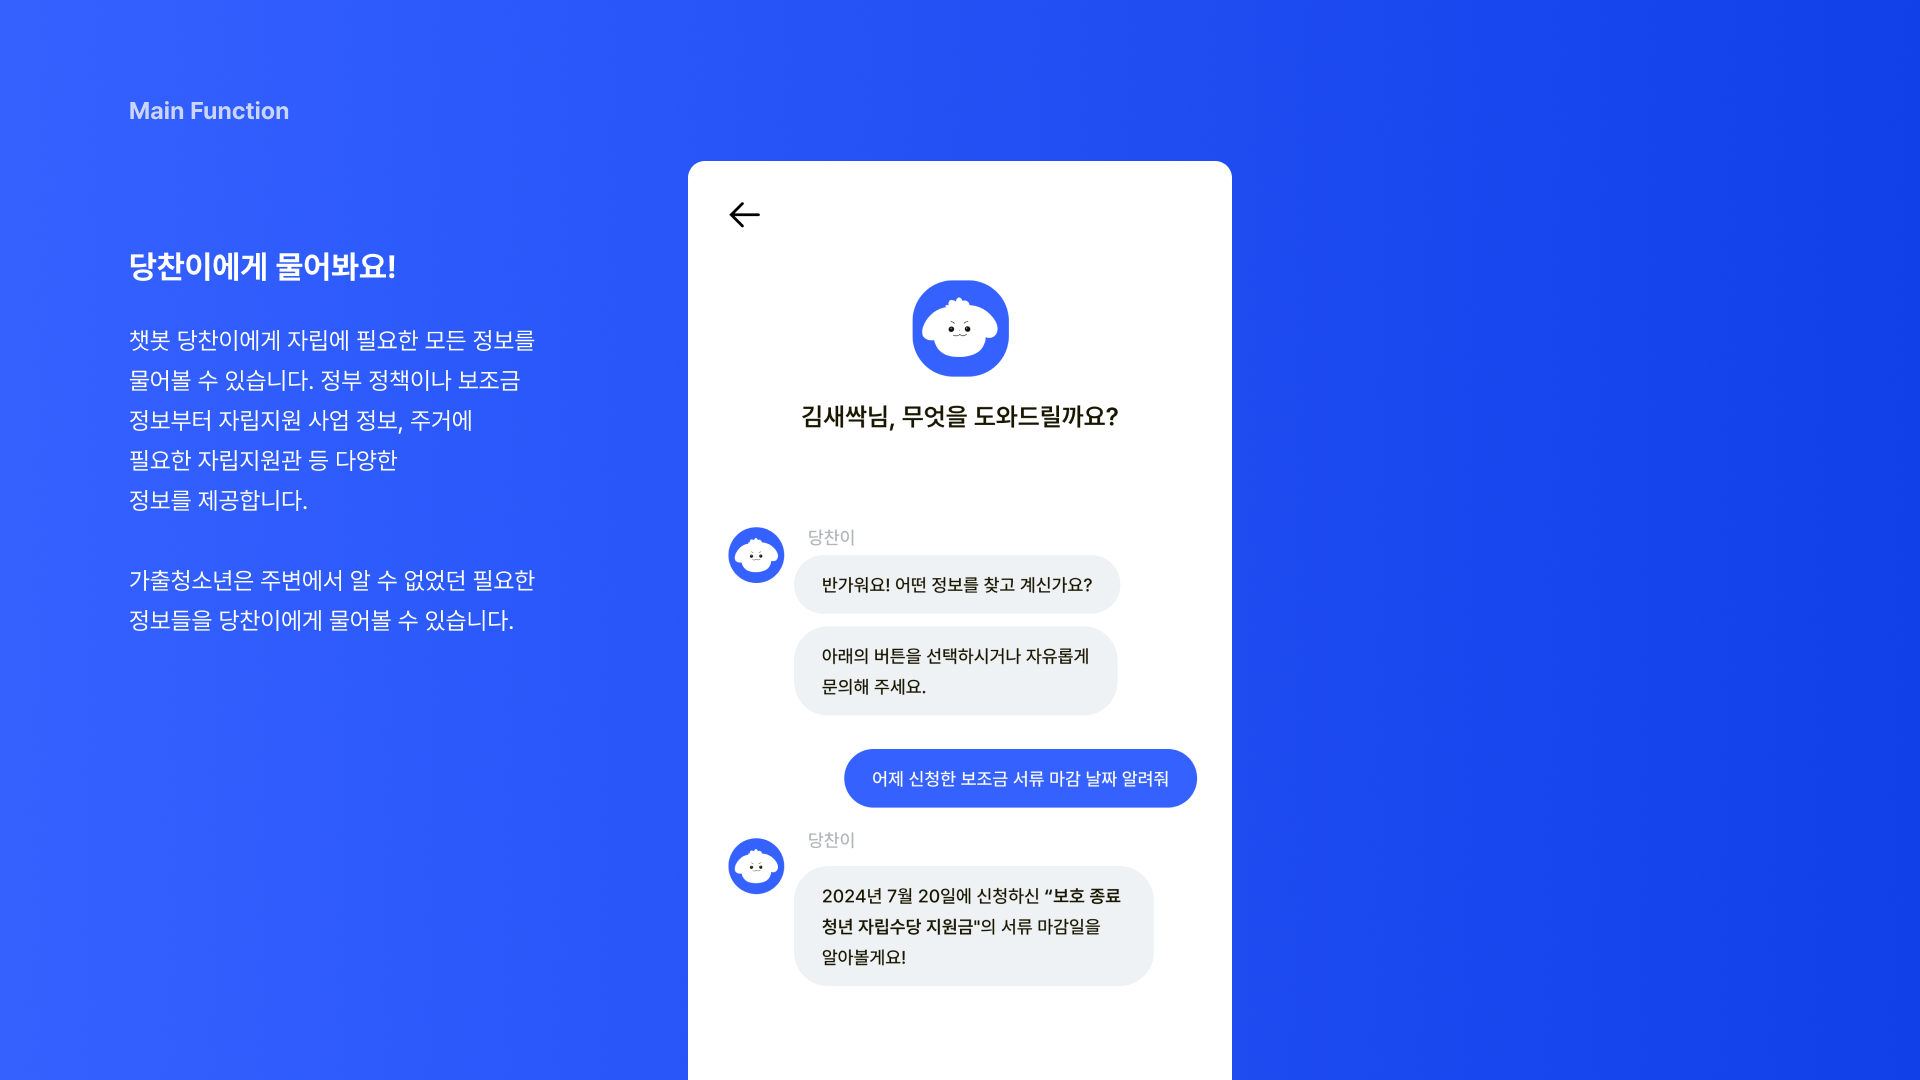 Main Function
당찬이에게 물어봐요!
챗봇 당찬이에게 자립에 필요한 모든 정보를
물어볼 수 있습니다. 정부 정책이나 보조금
정보부터 자립지원 사업 정보, 주거에
필요한 자립지원관 등 다양한
정보를 제공합니다.
가출청소년은 주변에서 알 수 없었던 필요한
정보들을 당찬이에게 물어볼 수 있습니다.
김새싹님, 무엇을 도와드릴까요?
당찬이
반가워요! 어떤 정보를 찾고 계신가요?
아래의 버튼을 선택하시거나 자유롭게
문의해 주세요.
어제 신청한 보조금 서류 마감 날짜 알려줘
당찬이
2024년 7월 20일에 신청하신 “보호 종료
청년 자립수당 지원금"의 서류 마감일을
알아볼게요!